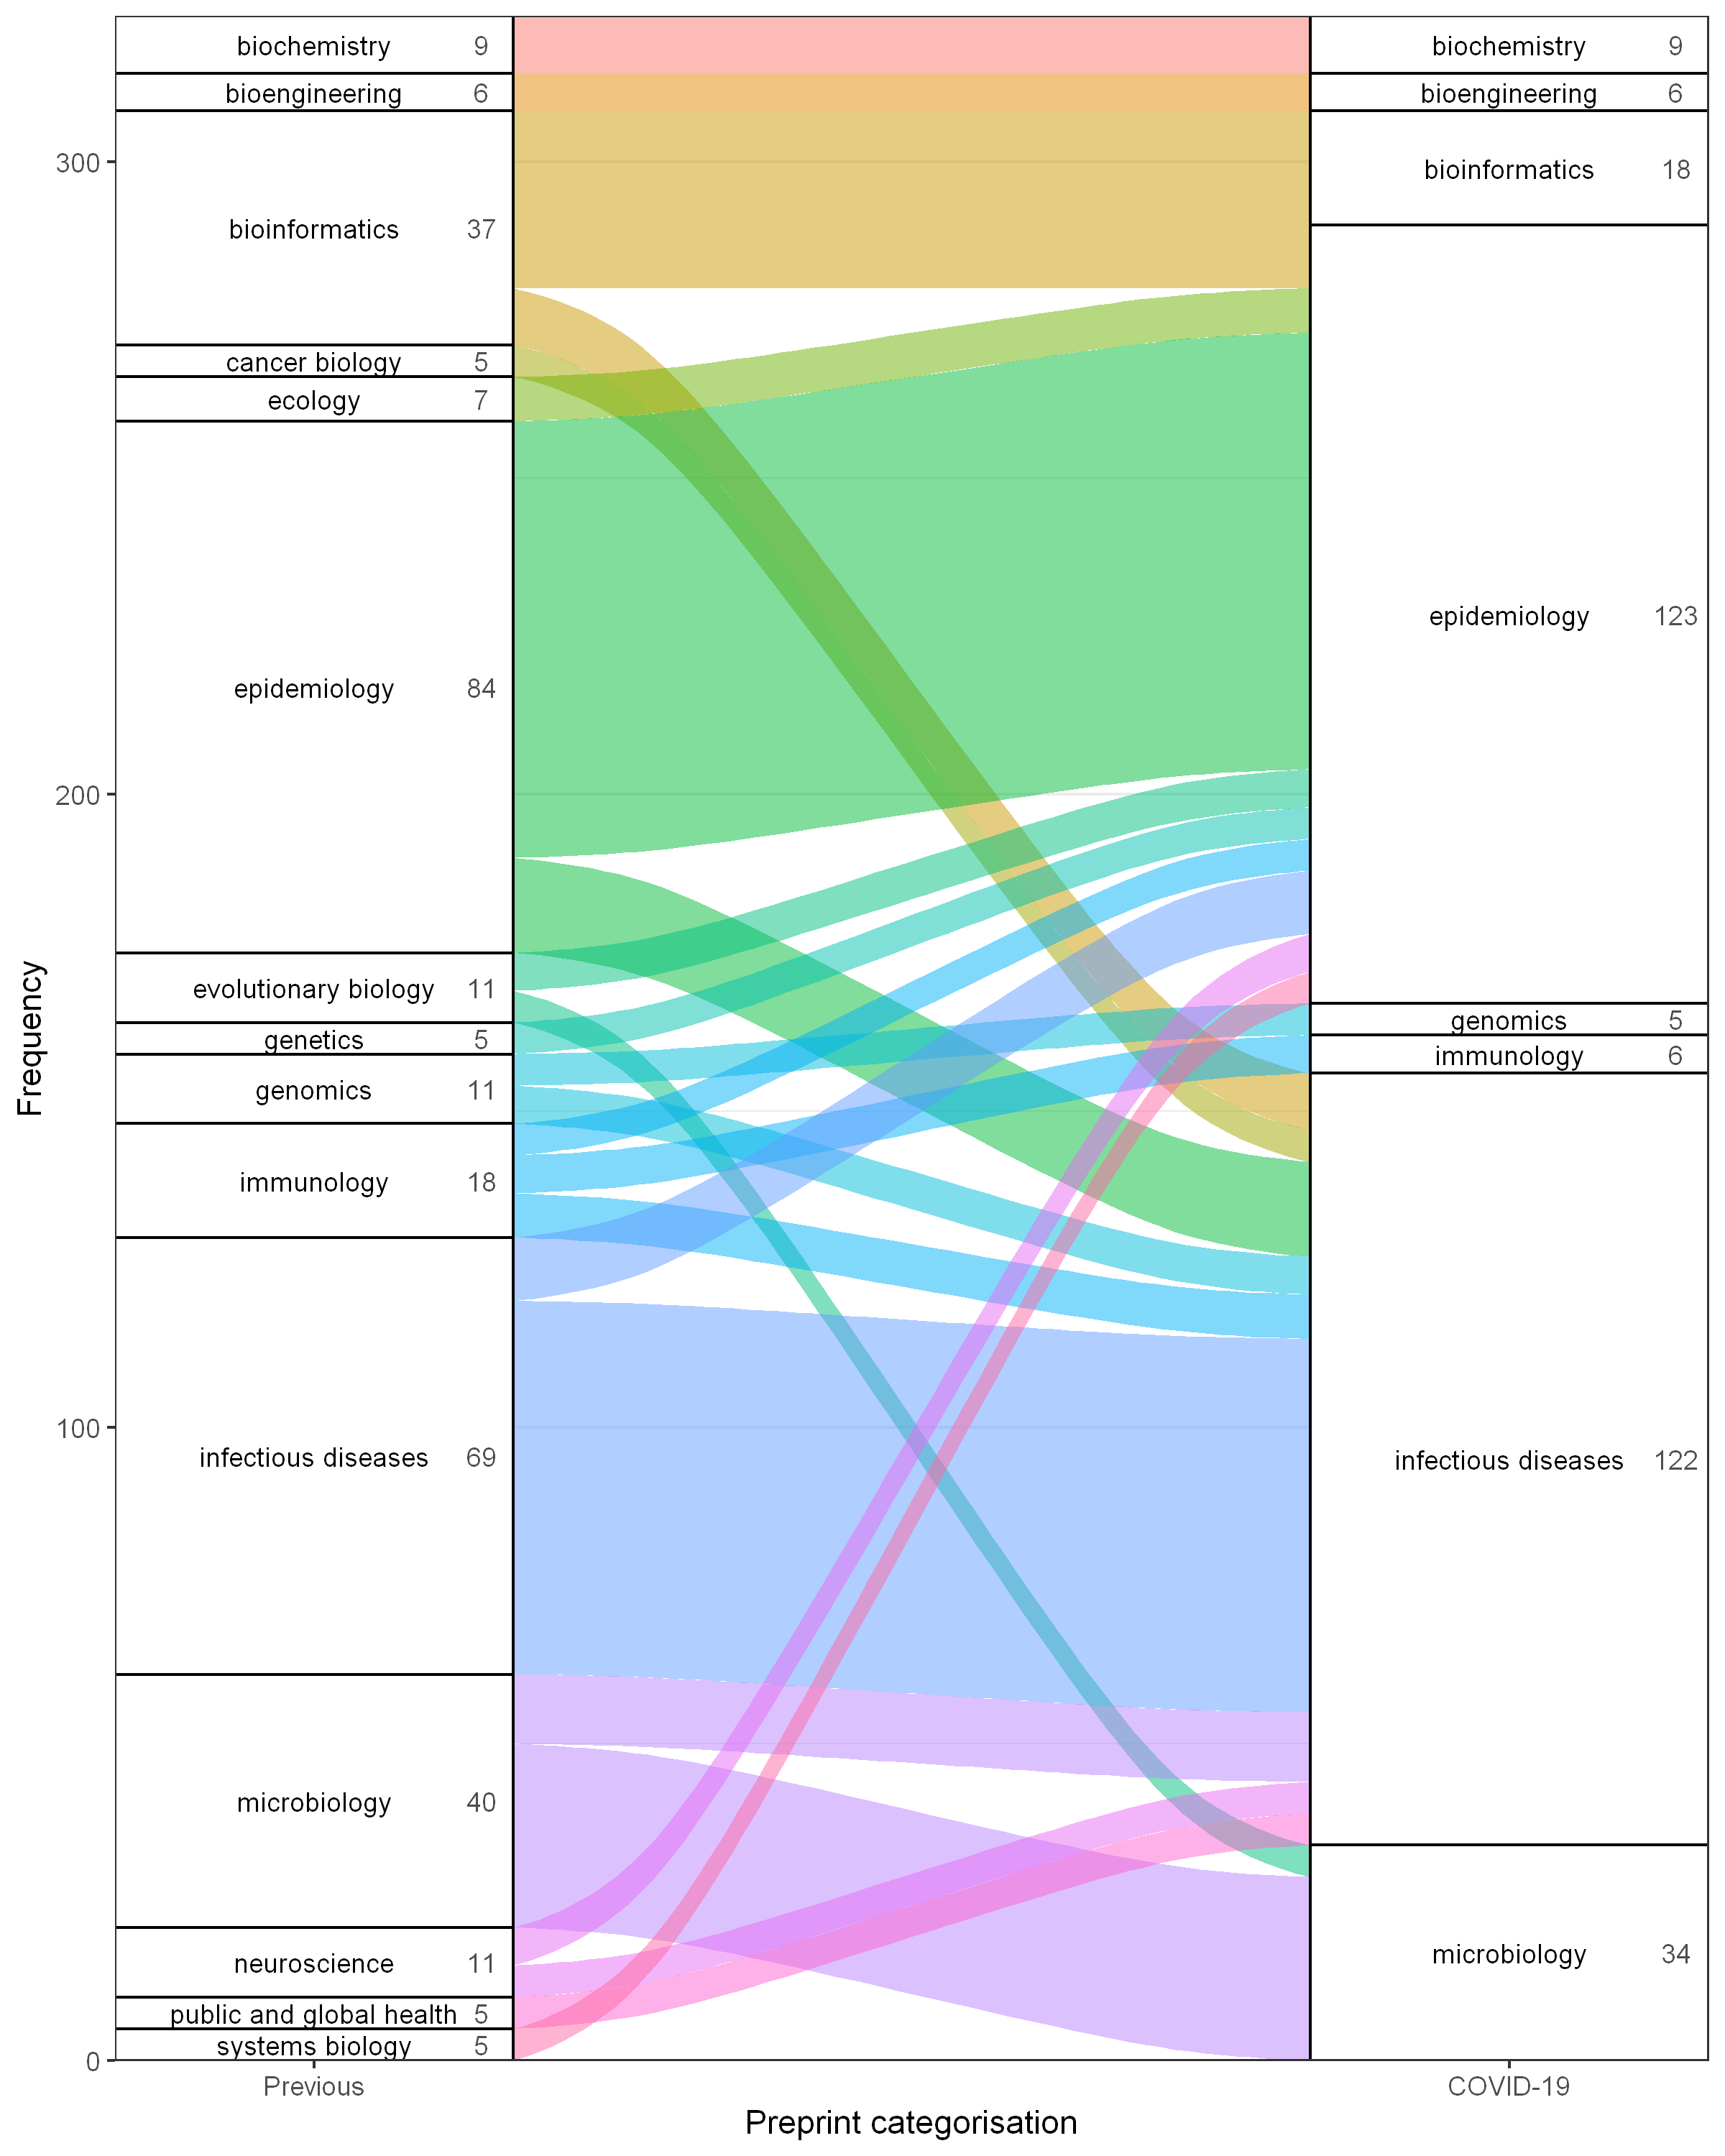 biochemistry 9
bioengineering 6
300
bioinformatics 37
cancer biology 5
ecology 7
epidemiology 84
200
evolutionary biology 11
genetics 5
genomics 11
immunology 18
infectious diseases 69
100
microbiology 40
neuroscience 11
public and global health 5
systems biology 5
0
Frequency
biochemistry 9
bioengineering 6
bioinformatics 18
epidemiology 123
genomics 5
immunology 6
infectious diseases 122
microbiology 34
Previous
COVID-19
Preprint categorisation